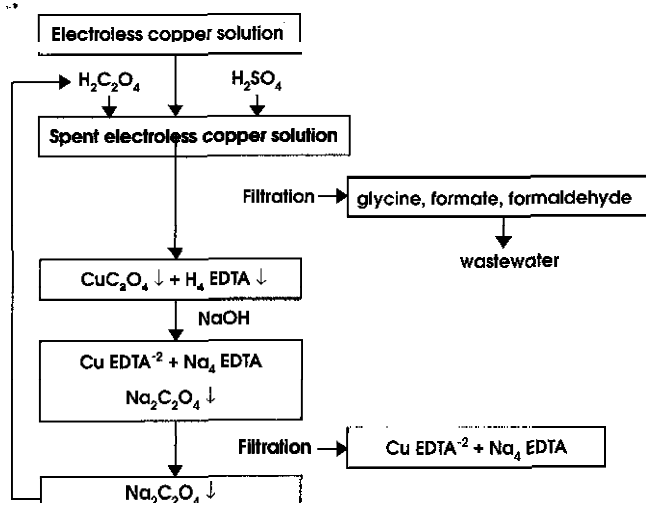 Electroless copper solution
H₂C₂O₄ H₂SO₄
Spent electroless copper solution
Filtration glycine, formate, formaldehyde
wastewater
CuC₂O₄ ↓ + H₄ EDTA ↓
NaOH
Cu EDTA⁻² + Na₄ EDTA
Na₂C₂O₄ ↓
Filtration Cu EDTA⁻² + Na₄ EDTA
Na₂C₂O₄ ↓